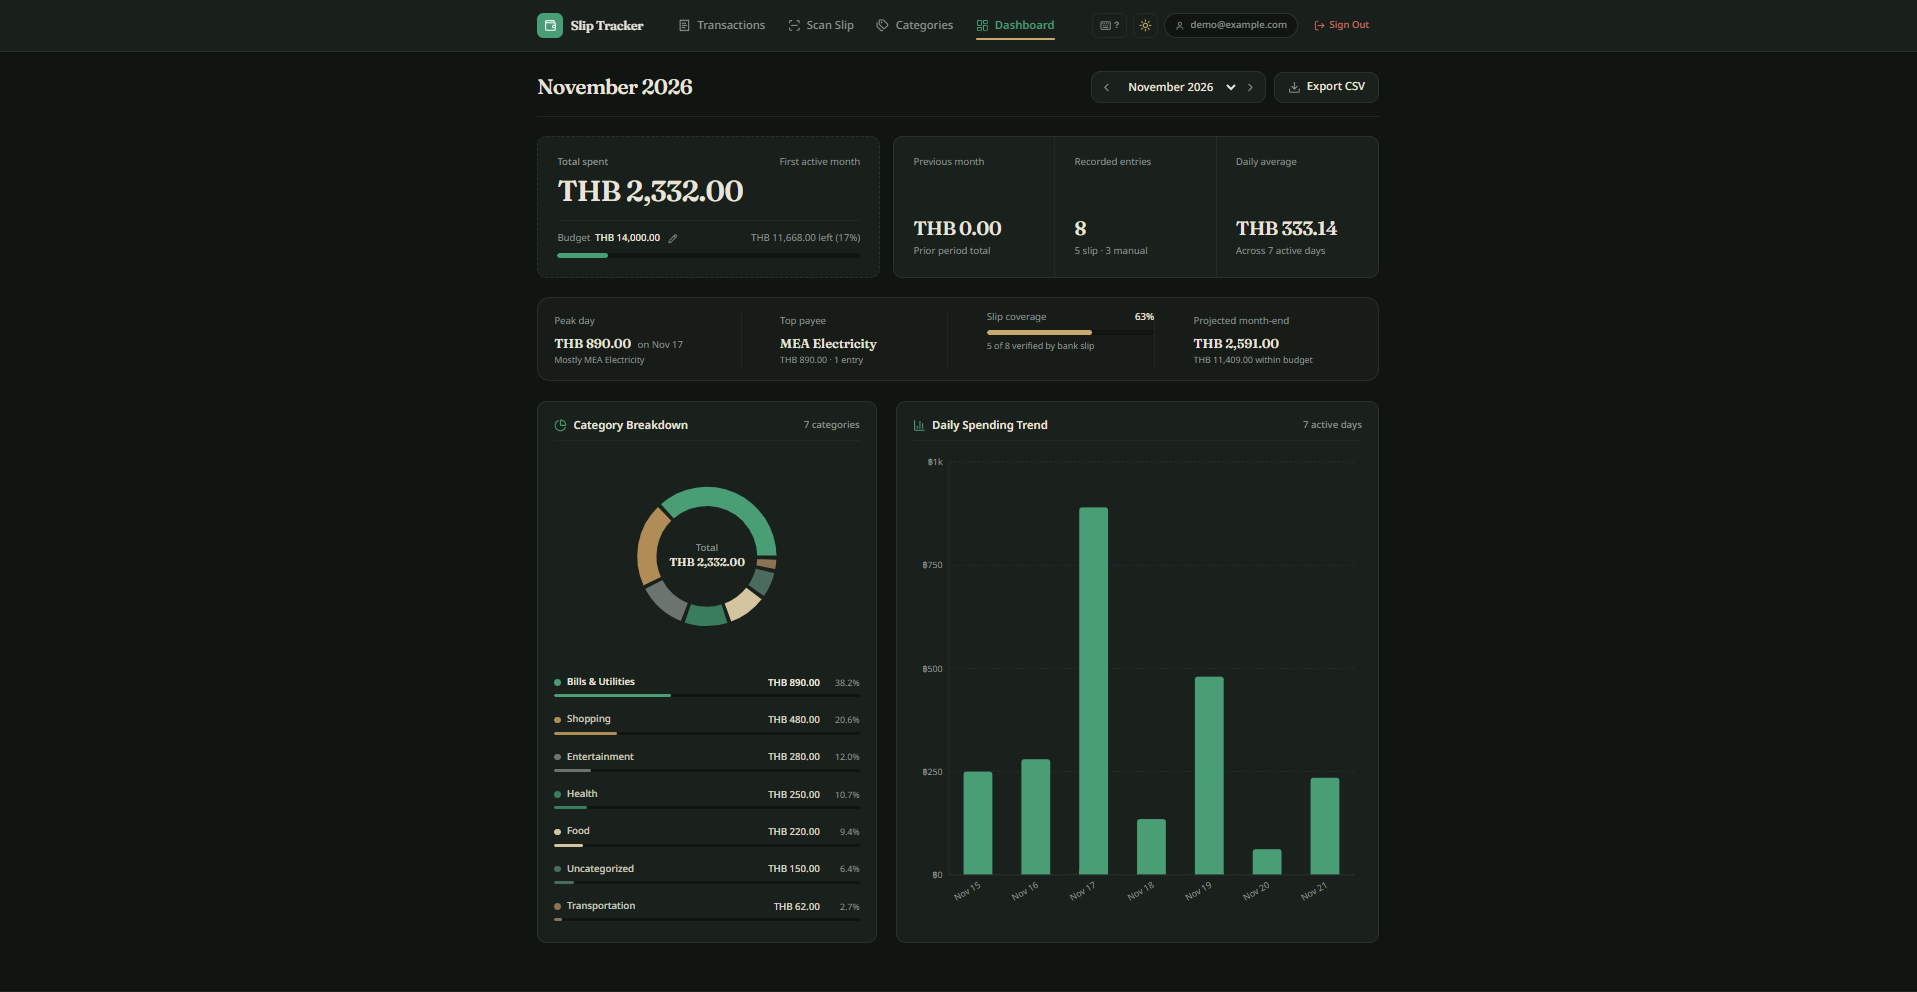 Slip Tracker
Transactions
Scan Slip
Categories
Dashboard
?
demo@example.com
Sign Out
November 2026
November 2026
Export CSV
Total spent
First active month
THB 2,332.00
Budget THB 14,000.00
THB 11,668.00 left (17%)
Previous month
THB 0.00
Prior period total
Recorded entries
8
5 slip · 3 manual
Daily average
THB 333.14
Across 7 active days
Peak day
THB 890.00 on Nov 17
Mostly MEA Electricity
Top payee
MEA Electricity
THB 890.00 · 1 entry
Slip coverage
63%
5 of 8 verified by bank slip
Projected month-end
THB 2,591.00
THB 11,409.00 within budget
Category Breakdown
7 categories
Total
THB 2,332.00
Bills & Utilities THB 890.00 38.2%
Shopping THB 480.00 20.6%
Entertainment THB 280.00 12.0%
Health THB 250.00 10.7%
Food THB 220.00 9.4%
Uncategorized THB 150.00 6.4%
Transportation THB 62.00 2.7%
Daily Spending Trend
7 active days
฿1k
฿750
฿500
฿250
฿0
Nov 15
Nov 16
Nov 17
Nov 18
Nov 19
Nov 20
Nov 21